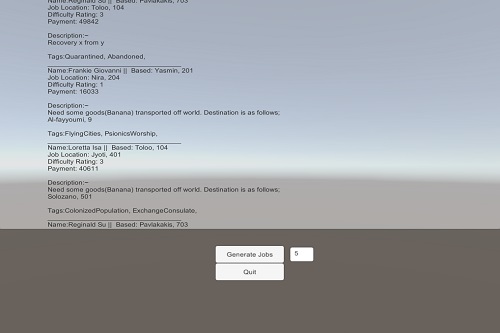 Name:Reginald Su || Based: Pavlakakis, 703
Job Location: Toloo, 104
Difficulty Rating: 3
Payment: 49842
Description:~
Recovery x from y
Tags:Quarantined, Abandoned,
Name:Frankie Giovanni || Based: Yasmin, 201
Job Location: Nira, 204
Difficulty Rating: 1
Payment: 16033
Description:~
Need some goods(Banana) transported off world. Destination is as follows;
Al-fayyoumi, 9
Tags:FlyingCities, PsionicsWorship,
Name:Loretta Isa || Based: Toloo, 104
Job Location: Jyoti, 401
Difficulty Rating: 3
Payment: 40611
Description:~
Need some goods(Banana) transported off world. Destination is as follows;
Solozano, 501
Tags:ColonizedPopulation, ExchangeConsulate,
Name:Reginald Su || Based: Pavlakakis, 703
Generate Jobs 5
Quit